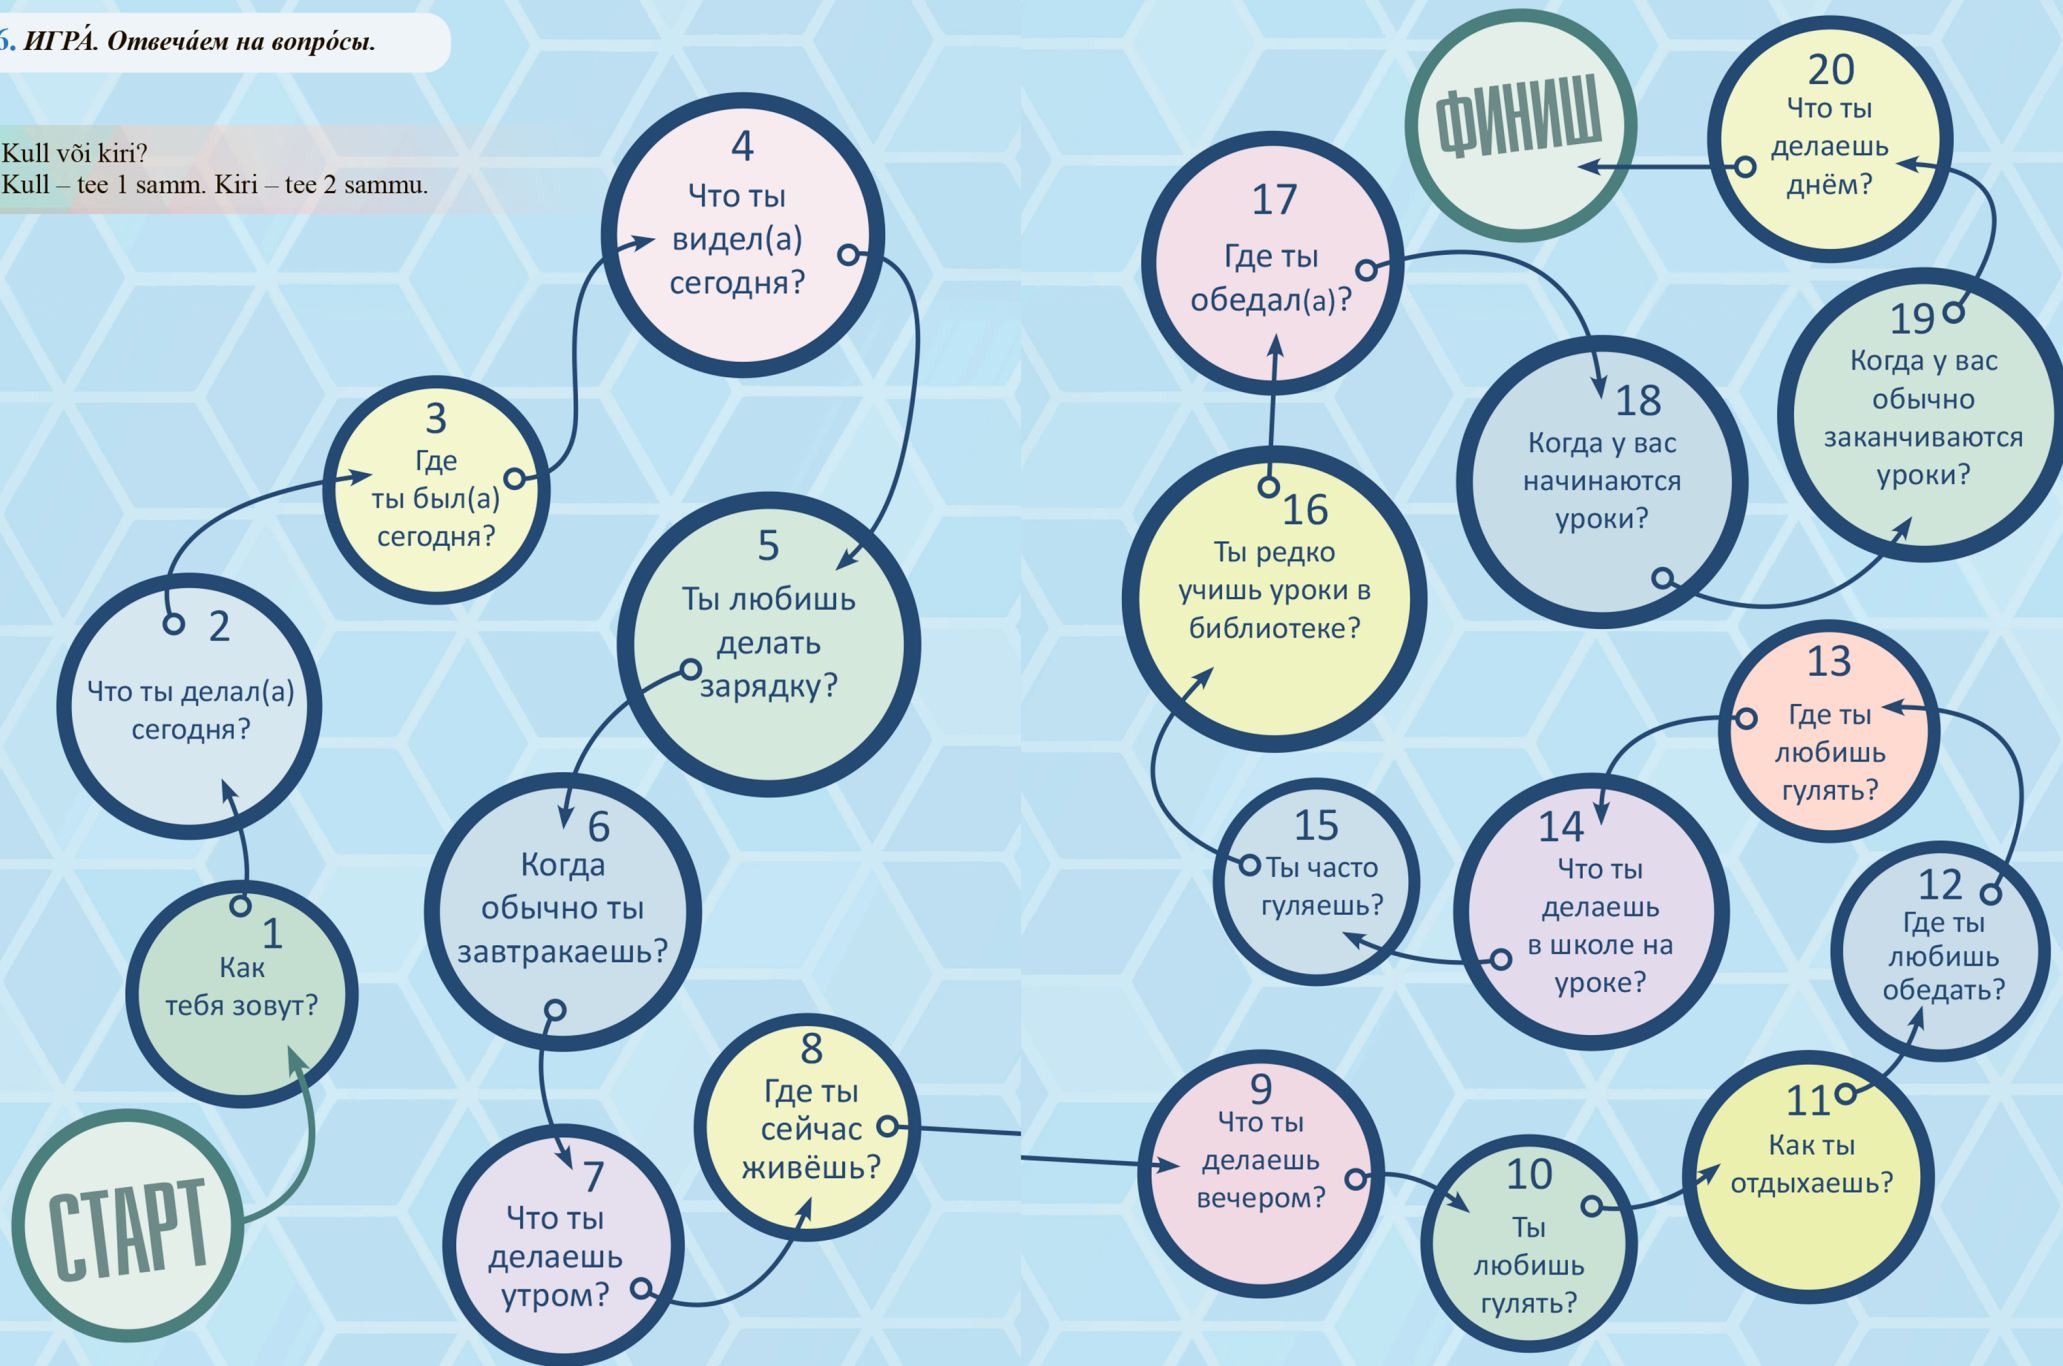 6. ИГРА́. Отвеча́ем на вопро́сы.
Kull või kiri?
Kull – tee 1 samm. Kiri – tee 2 sammu.
СТАРТ
1
Как
тебя зовут?
2
Что ты делал(а)
сегодня?
3
Где
ты был(а)
сегодня?
4
Что ты
видел(а)
сегодня?
5
Ты любишь
делать
зарядку?
6
Когда
обычно ты
завтракаешь?
7
Что ты
делаешь
утром?
8
Где ты
сейчас
живёшь?
9
Что ты
делаешь
вечером?
10
Ты
любишь
гулять?
11
Как ты
отдыхаешь?
12
Где ты
любишь
обедать?
13
Где ты
любишь
гулять?
14
Что ты
делаешь
в школе на
уроке?
15
Ты часто
гуляешь?
16
Ты редко
учишь уроки в
библиотеке?
17
Где ты
обедал(а)?
18
Когда у вас
начинаются
уроки?
19
Когда у вас
обычно
заканчиваются
уроки?
20
Что ты
делаешь
днём?
ФИНИШ